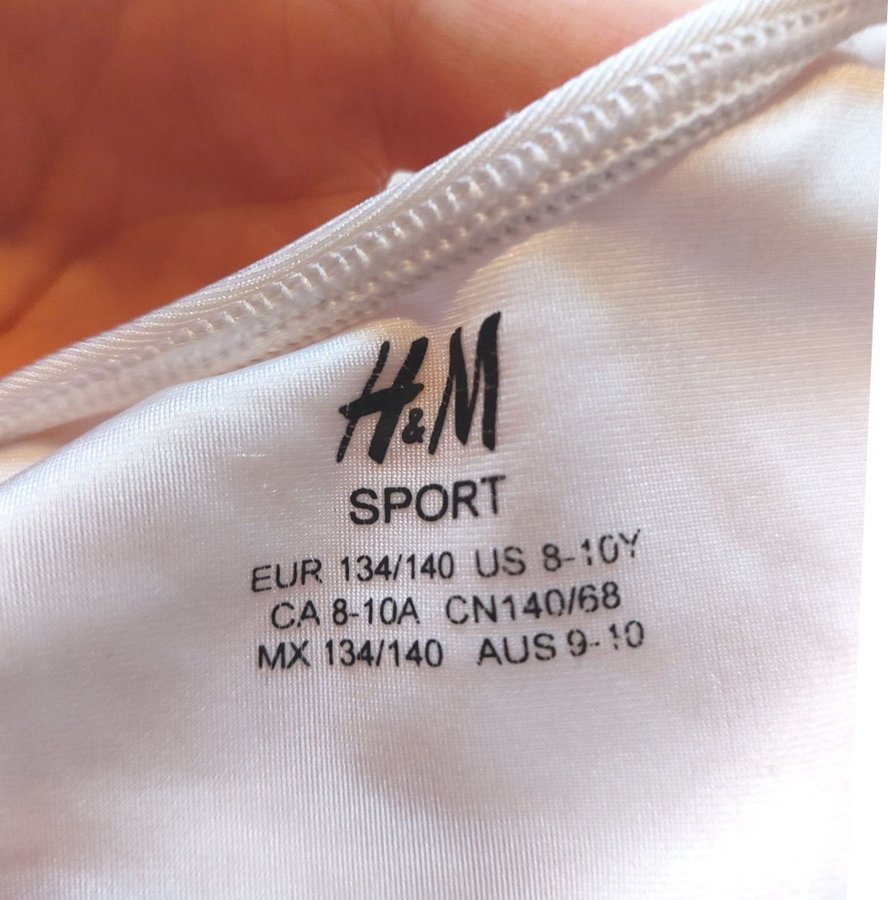 H&M
SPORT
EUR 134/140 US 8-10Y
CA 8-10A CN140/68
MX 134/140 AUS 9-10